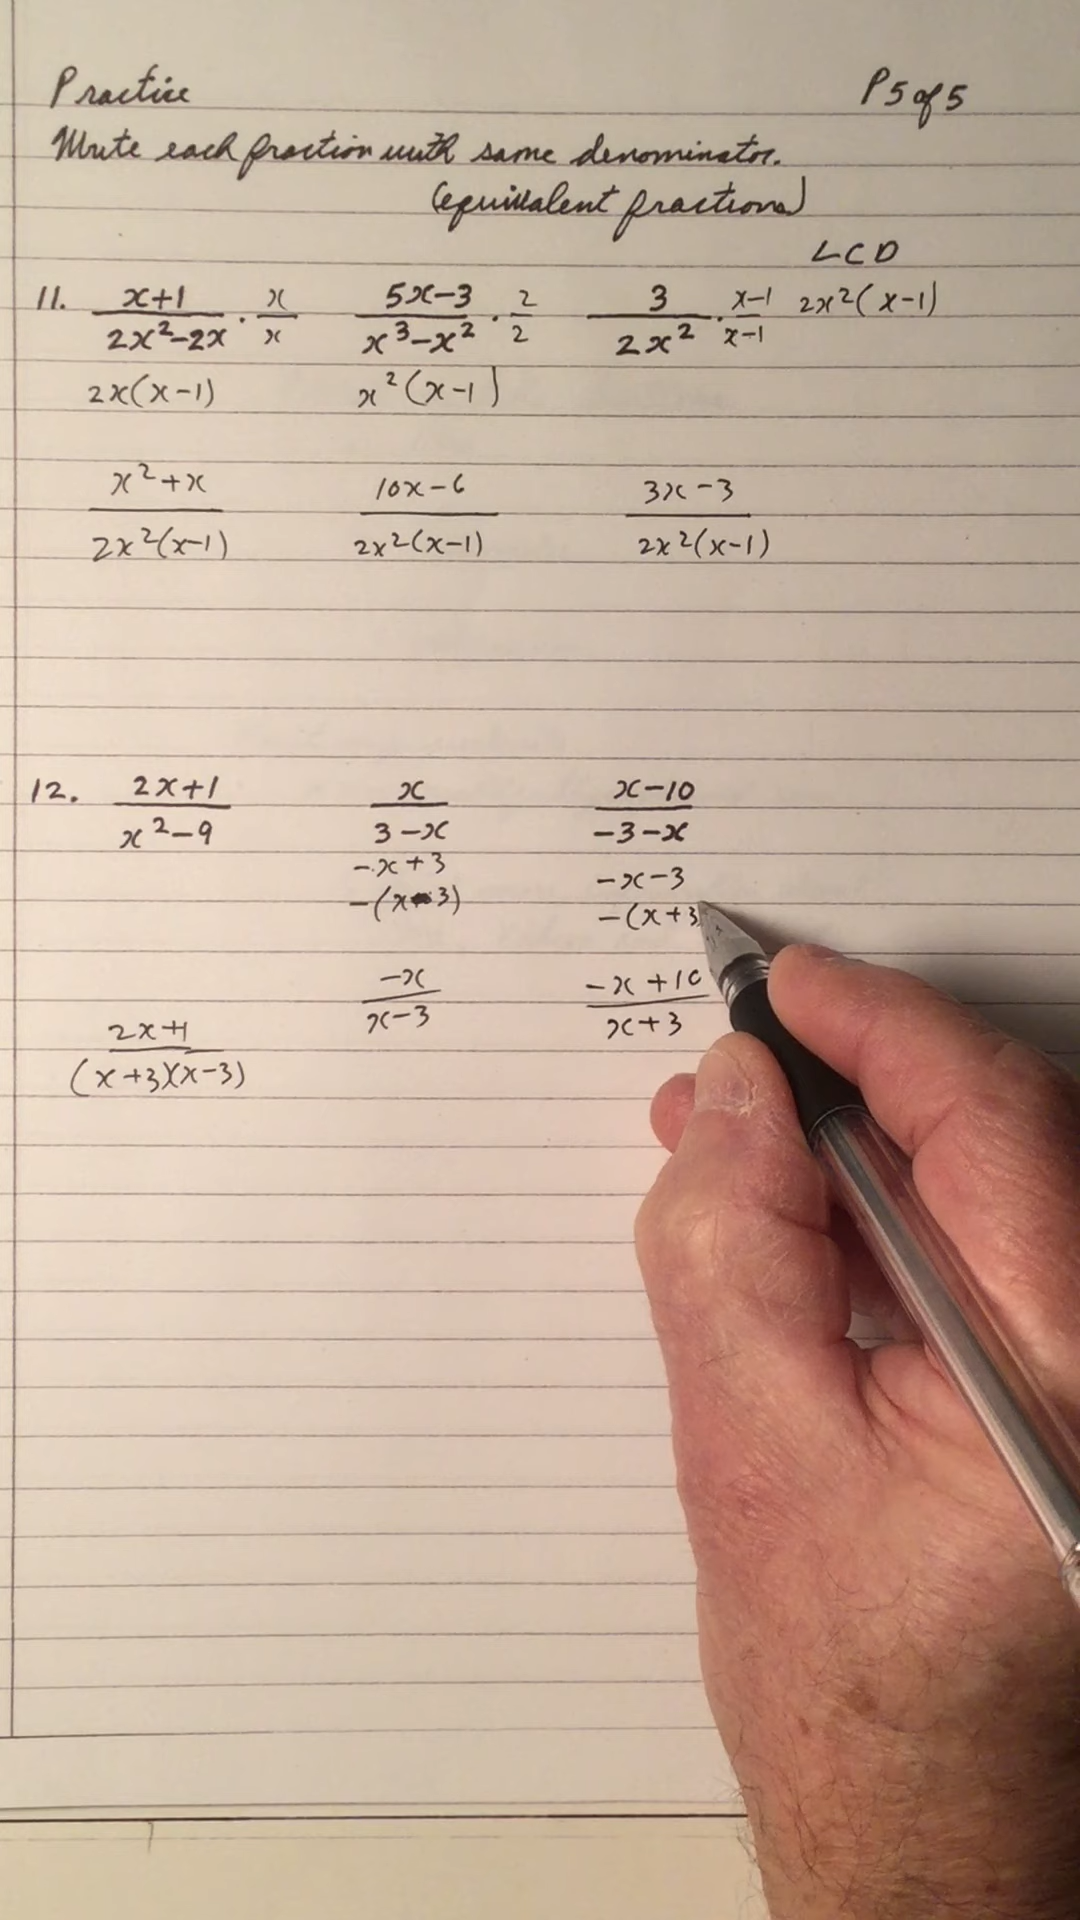 Practice P 5 of 5
Write each fraction with same denominator.
(equivalent fractions)
LCD
11. x+1/2x²-2x · x/x 5x-3/x³-x² · 2/2 3/2x² · x-1/x-1 2x²(x-1)
2x(x-1) x²(x-1)
x²+x/2x²(x-1) 10x-6/2x²(x-1) 3x-3/2x²(x-1)
12. 2x+1/x²-9 x/3-x x-10/-3-x
-x+3 -x-3
-(x-3) -(x+3
-x/x-3 -x+10/x+3
2x+1/(x+3)(x-3)